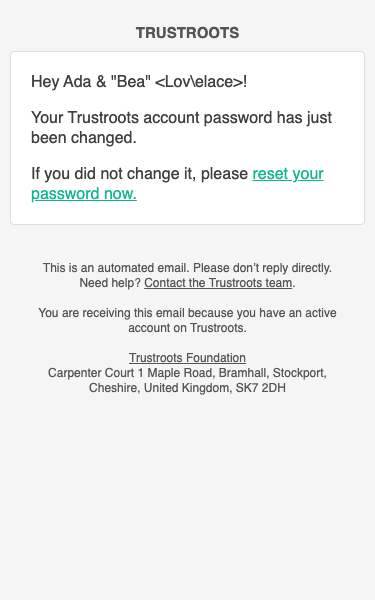 TRUSTROOTS
Hey Ada & "Bea" <Lov\elace>!
Your Trustroots account password has just
been changed.
If you did not change it, please reset your
password now.
This is an automated email. Please don’t reply directly.
Need help? Contact the Trustroots team.
You are receiving this email because you have an active
account on Trustroots.
Trustroots Foundation
Carpenter Court 1 Maple Road, Bramhall, Stockport,
Cheshire, United Kingdom, SK7 2DH